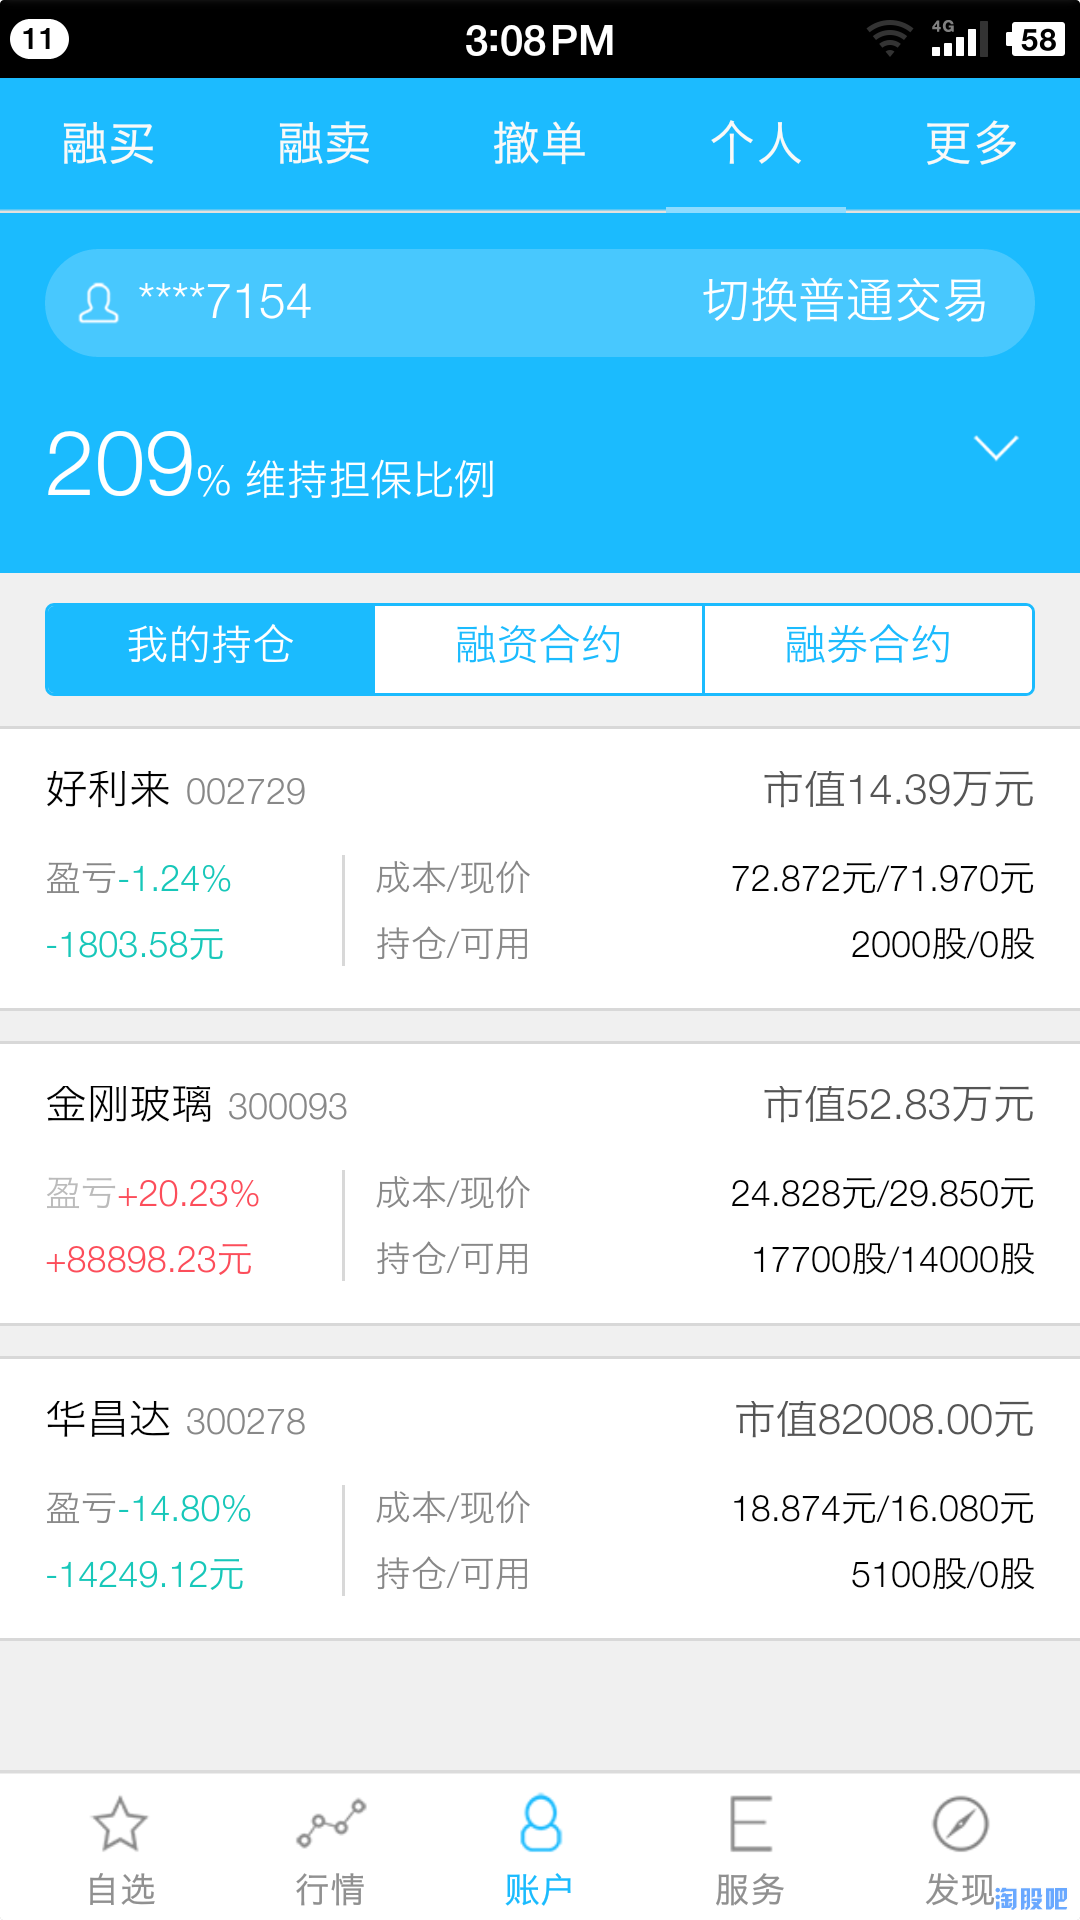 11 3:08PM 4G 58
融买 融卖 撤单 个人 更多
****7154 切换普通交易
209% 维持担保比例
我的持仓 融资合约 融券合约
好利来 002729 市值14.39万元
盈亏-1.24% 成本/现价 72.872元/71.970元
-1803.58元 持仓/可用 2000股/0股
金刚玻璃 300093 市值52.83万元
盈亏+20.23% 成本/现价 24.828元/29.850元
+88898.23元 持仓/可用 17700股/14000股
华昌达 300278 市值82008.00元
盈亏-14.80% 成本/现价 18.874元/16.080元
-14249.12元 持仓/可用 5100股/0股
自选 行情 账户 服务 发现
淘股吧